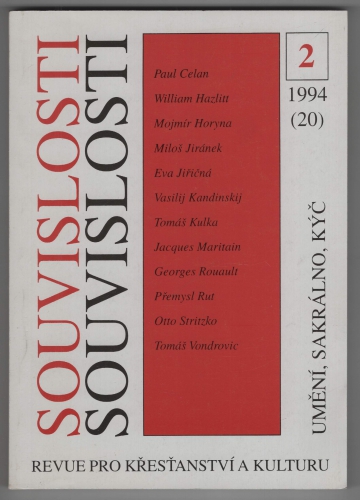 SOUVISLOSTI
SOUVISLOSTI
2
1994
(20)
Paul Celan
William Hazlitt
Mojmír Horyna
Miloš Jiránek
Eva Jiřičná
Vasilij Kandinskij
Tomáš Kulka
Jacques Maritain
Georges Rouault
Přemysl Rut
Otto Stritzko
Tomáš Vondrovic
UMĚNÍ, SAKRÁLNO, KÝČ
REVUE PRO KŘESŤANSTVÍ A KULTURU